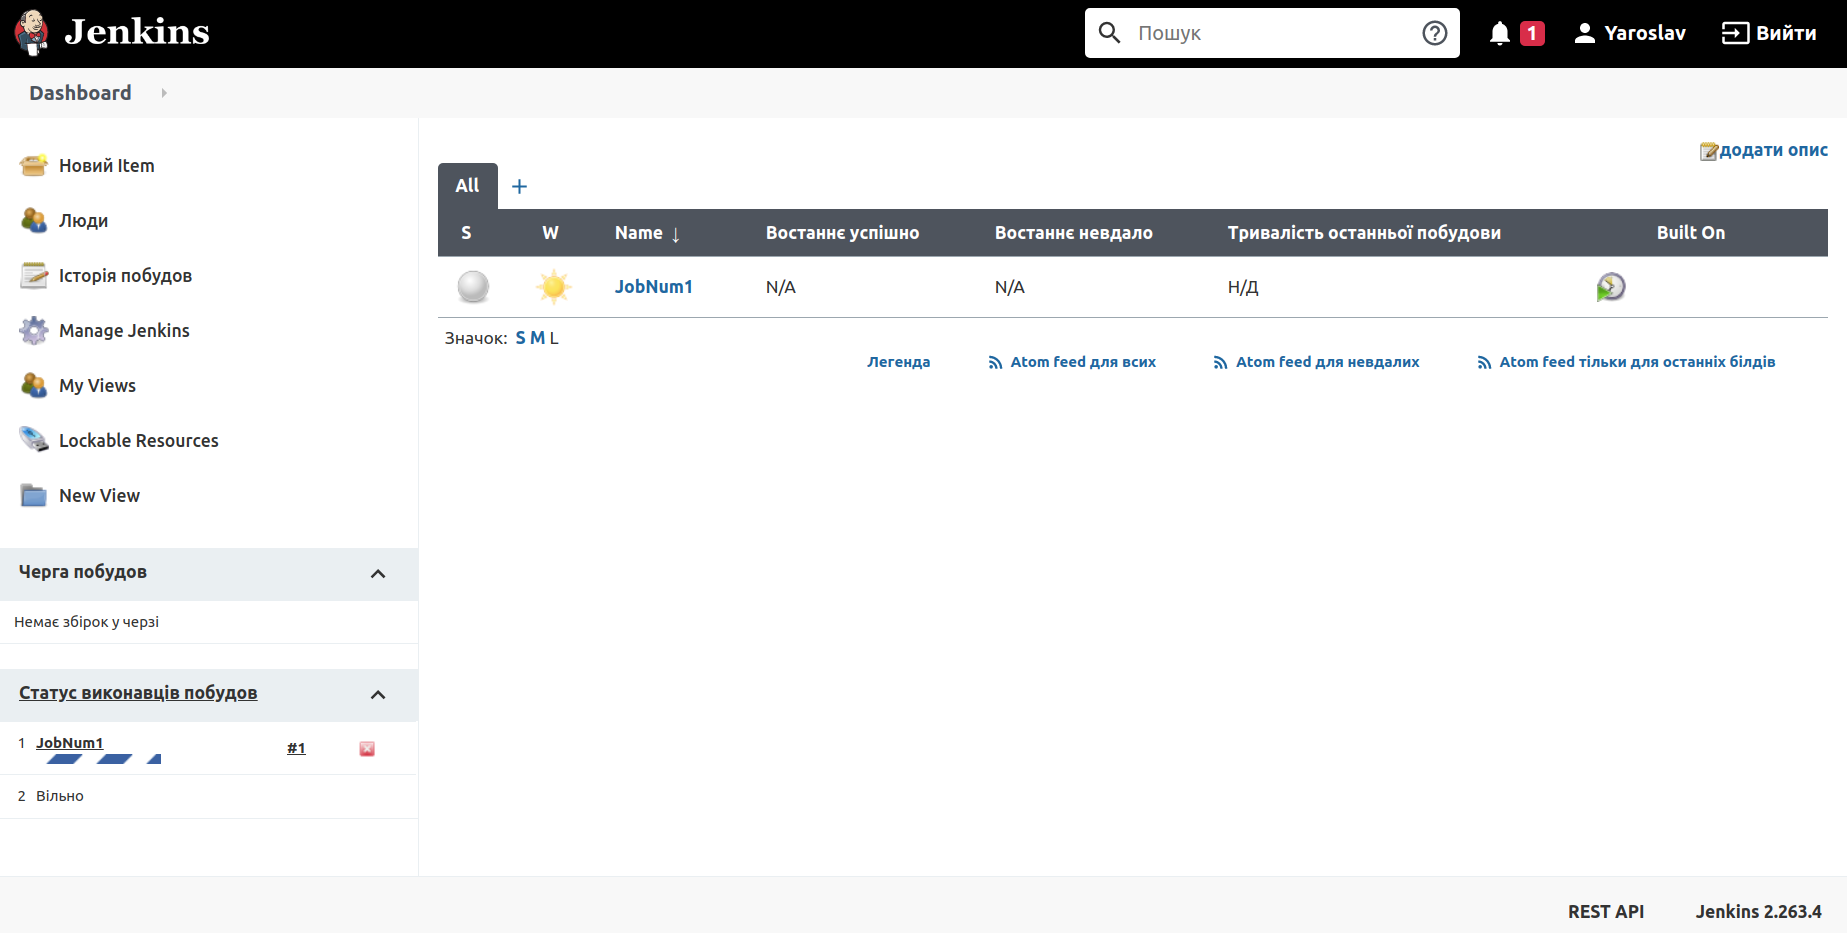 Jenkins
Пошук
1
Yaroslav
Выйти
Dashboard
Новий Item
Люди
Історія побудов
Manage Jenkins
My Views
Lockable Resources
New View
Черга побудов
Немає збірок у черзі
Статус виконавців побудов
1 JobNum1 #1
2 Вільно
додати опис
All +
S W Name ↓ Востаннє успішно Востаннє невдало Тривалість останньої побудови Built On
JobNum1 N/A N/A Н/Д
Значок: S M L
Легенда Atom feed для всих Atom feed для невдалих Atom feed тільки для останніх білдів
REST API Jenkins 2.263.4